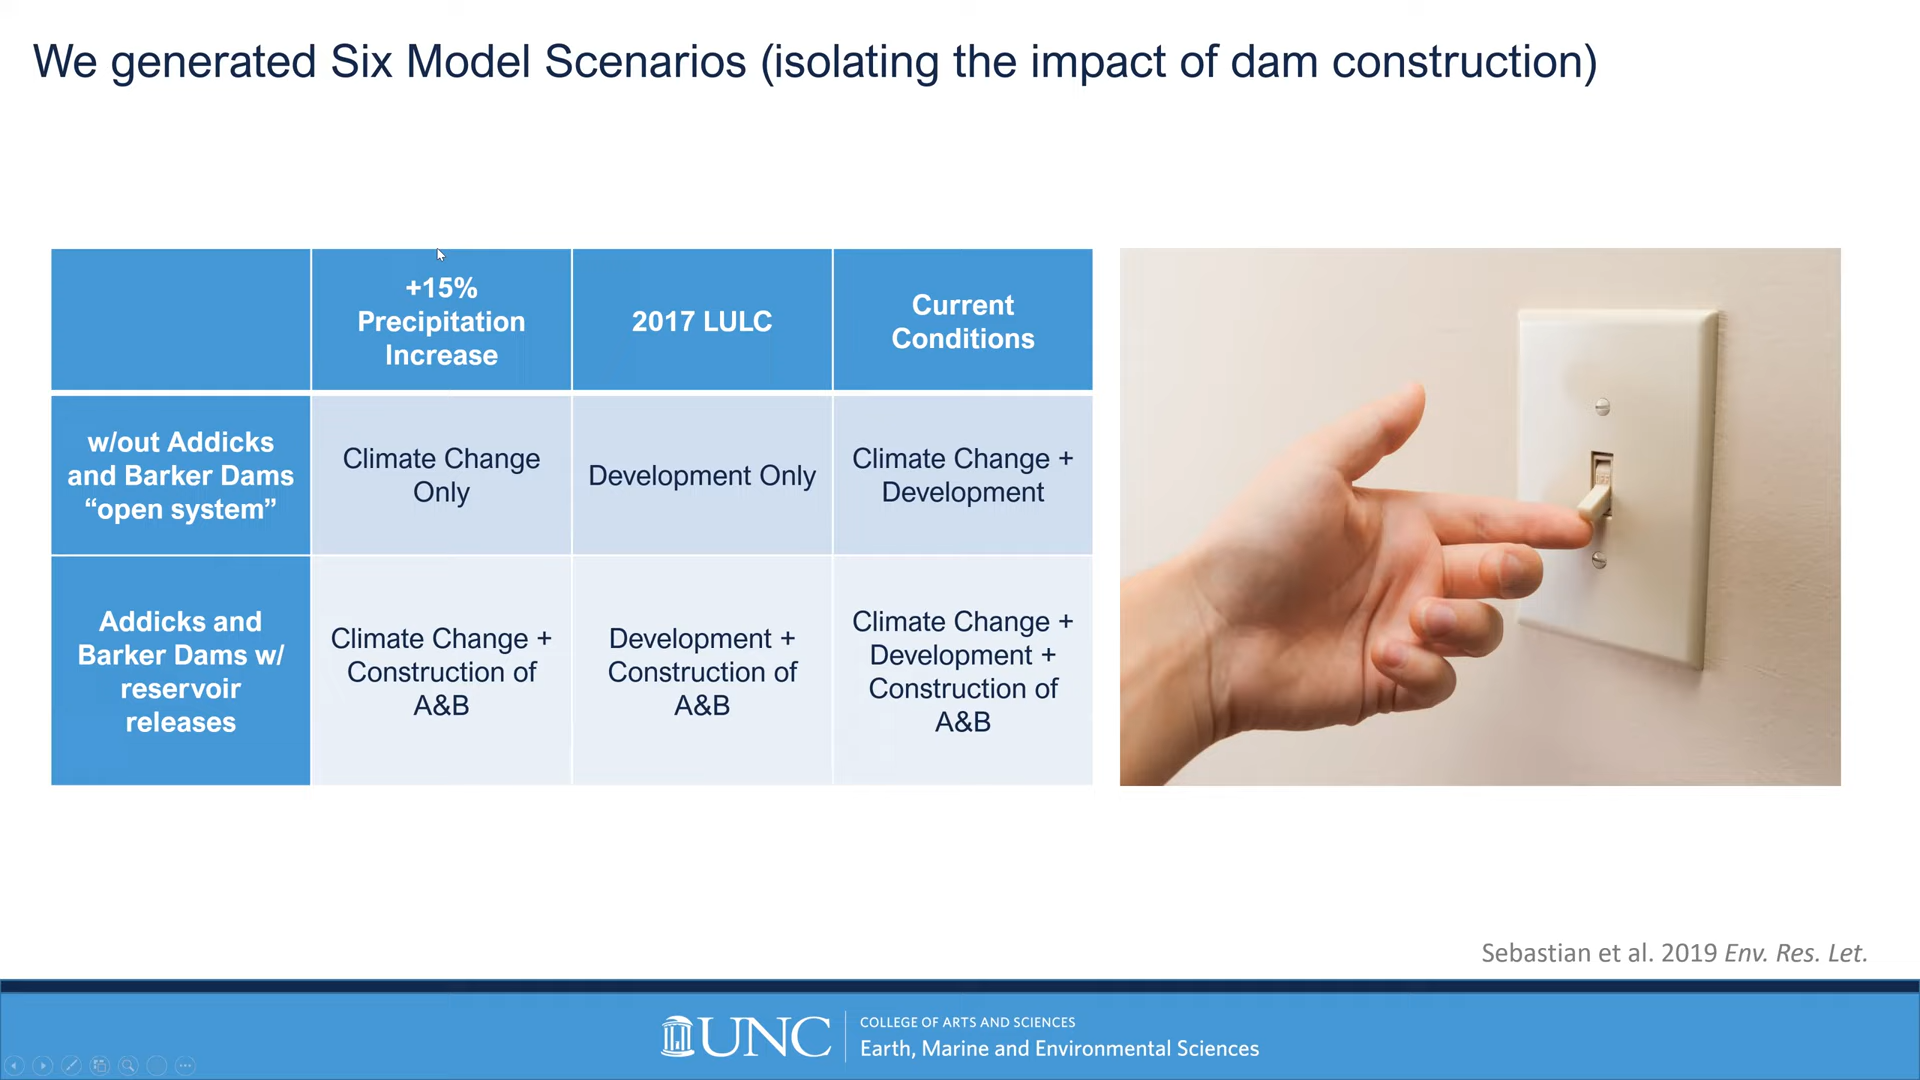 We generated Six Model Scenarios (isolating the impact of dam construction)
+15%
Precipitation
Increase
2017 LULC
Current
Conditions
w/out Addicks
and Barker Dams
“open system”
Climate Change
Only
Development Only
Climate Change +
Development
Addicks and
Barker Dams w/
reservoir
releases
Climate Change +
Construction of
A&B
Development +
Construction of
A&B
Climate Change +
Development +
Construction of
A&B
OFF
Sebastian et al. 2019 Env. Res. Let.
UNC
COLLEGE OF ARTS AND SCIENCES
Earth, Marine and Environmental Sciences